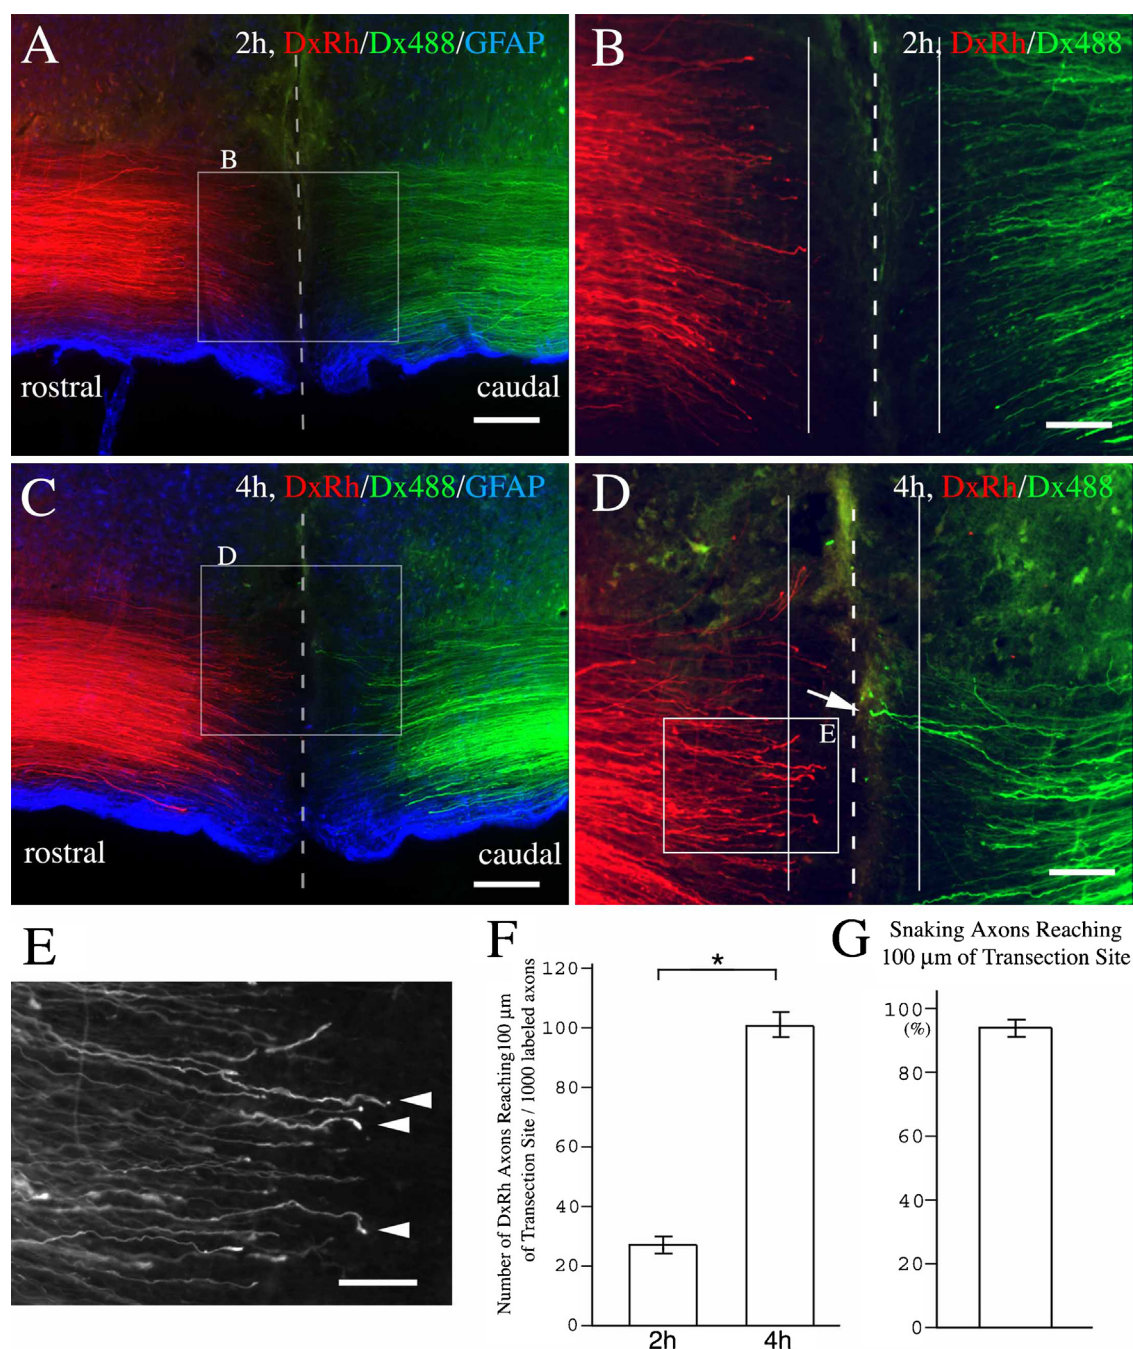 A
2h, DxRh/Dx488/GFAP
B
rostral
caudal
B
2h, DxRh/Dx488
C
4h, DxRh/Dx488/GFAP
D
rostral
caudal
D
4h, DxRh/Dx488
E
E
F
Number of DxRh Axons Reaching100 µm
of Transection Site / 1000 labeled axons
120
100
80
60
40
20
0
*
2h
4h
G
Snaking Axons Reaching
100 µm of Transection Site
100
(%)
80
60
40
20
0